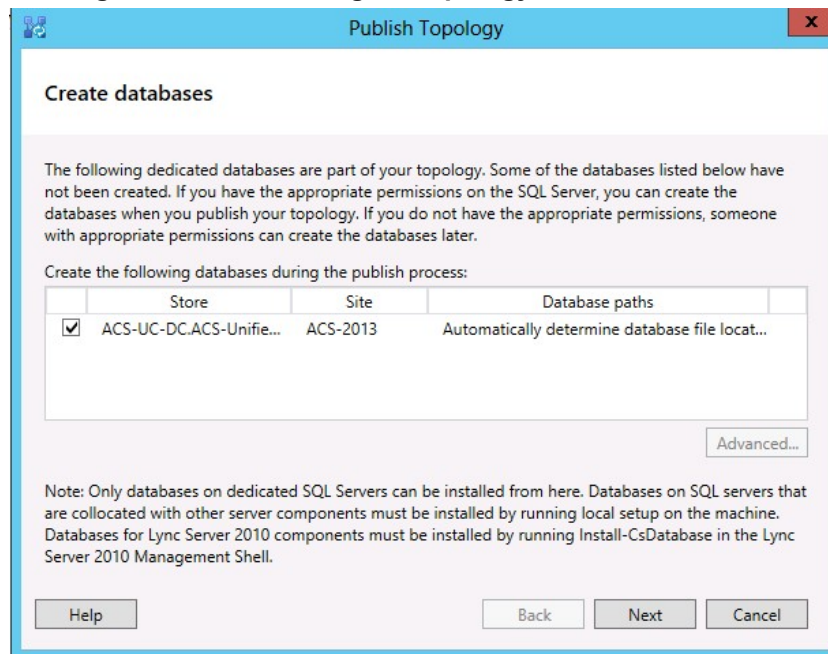 Publish Topology
x
Create databases
The following dedicated databases are part of your topology. Some of the databases listed below have
not been created. If you have the appropriate permissions on the SQL Server, you can create the
databases when you publish your topology. If you do not have the appropriate permissions, someone
with appropriate permissions can create the databases later.
Create the following databases during the publish process:
Store Site Database paths
ACS-UC-DC.ACS-Unifie... ACS-2013 Automatically determine database file locat...
Advanced...
Note: Only databases on dedicated SQL Servers can be installed from here. Databases on SQL servers that
are collocated with other server components must be installed by running local setup on the machine.
Databases for Lync Server 2010 components must be installed by running Install-CsDatabase in the Lync
Server 2010 Management Shell.
Help Back Next Cancel